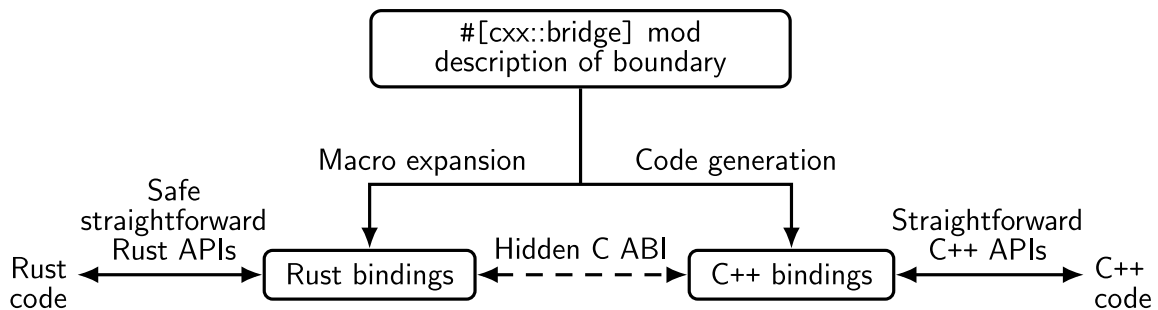 #[cxx::bridge] mod
description of boundary
Macro expansion
Code generation
Safe
straightforward
Rust APIs
Straightforward
C++ APIs
Rust
code
Rust bindings
Hidden C ABI
C++ bindings
C++
code